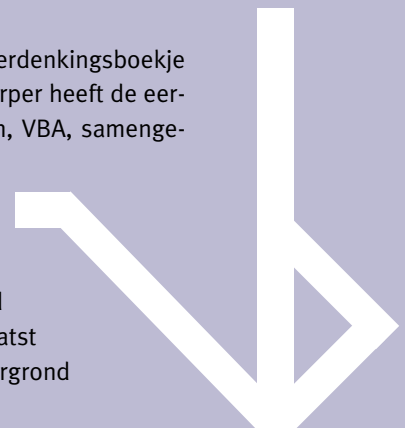 erdenkingsboekje
rper heeft de eer-
n, VBA, samenge-
d
atst
rgrond